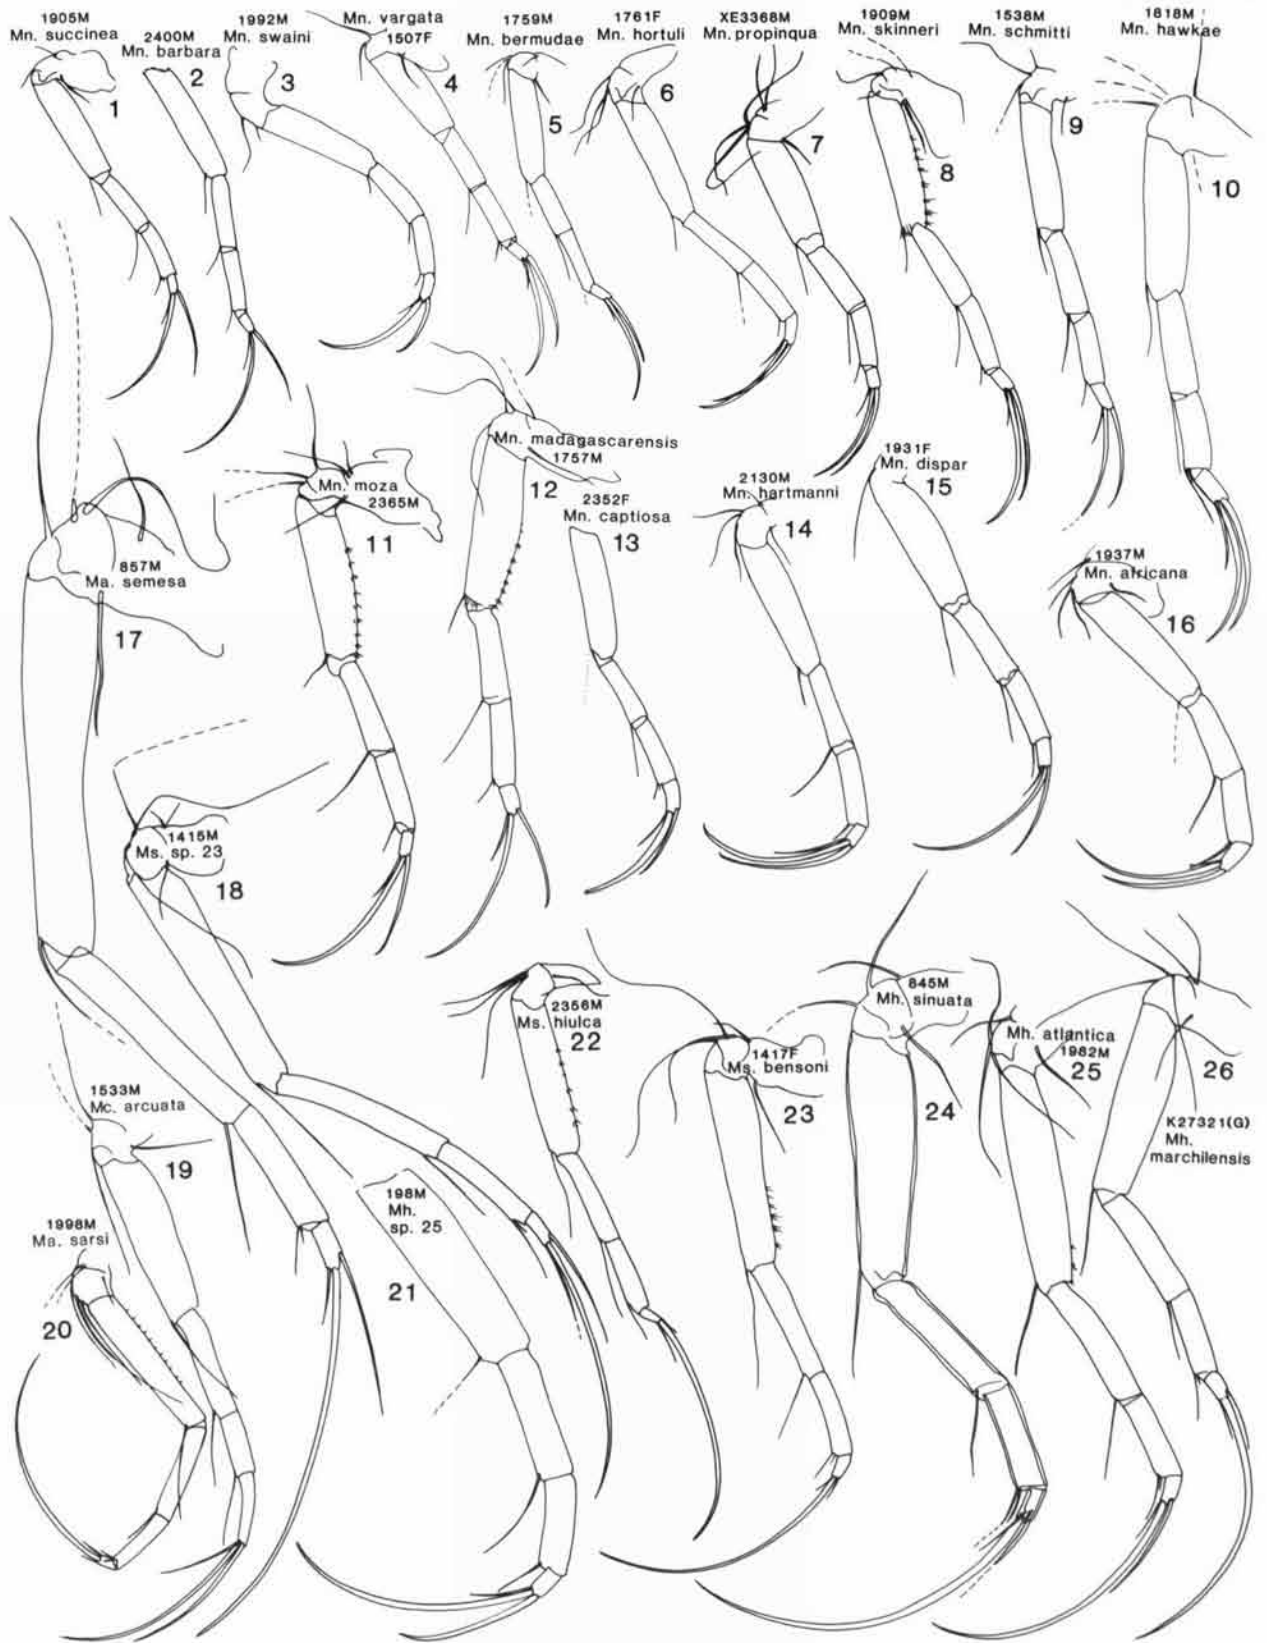 1905M
Mn. succinea
1
2400M
Mn. barbara
2
1992M
Mn. swaini
3
Mn. vargata
1507F
4
1759M
Mn. bermudae
5
1761F
Mn. hortuli
6
XE3368M
Mn. propinqua
7
1909M
Mn. skinneri
8
1538M
Mn. schmitti
9
1618M
Mn. hawkae
10
Mn. moza
2365M
11
Mn. madagascarensis
1757M
12
2352F
Mn. captiosa
13
2130M
Mn. hartmanni
14
1931F
Mn. dispar
15
1937M
Mn. africana
16
857M
Ma. semesa
17
1415M
Ms. sp. 23
18
1533M
Mc. arcuata
19
1998M
Ma. sarsi
20
198M
Mh.
sp. 25
21
2356M
Ms. hiulca
22
1417F
Ms. bensoni
23
845M
Mh. sinuata
24
Mh. atlantica
1982M
25
26
K27321(G)
Mh.
marchilensis